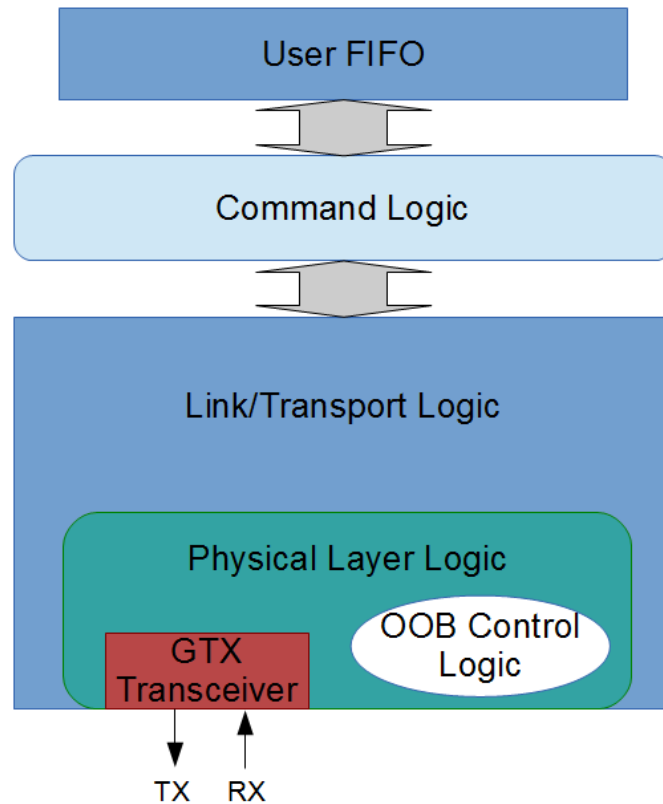 User FIFO
Command Logic
Link/Transport Logic
Physical Layer Logic
OOB Control
Logic
GTX
Transceiver
TX
RX